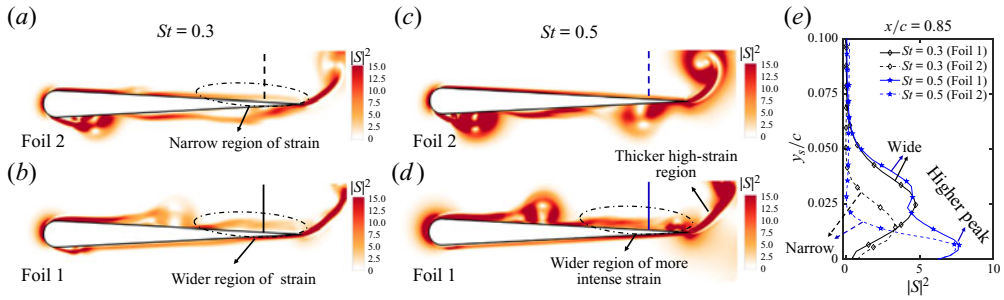 (a)
St = 0.3
|S|²
15.0
12.5
10.0
7.5
5.0
2.5
0
Foil 2
Narrow region of strain
(b)
|S|²
15.0
12.5
10.0
7.5
5.0
2.5
0
Foil 1
Wider region of strain
(c)
St = 0.5
|S|²
15.0
12.5
10.0
7.5
5.0
2.5
0
Foil 2
Thicker high-strain
region
(d)
|S|²
15.0
12.5
10.0
7.5
5.0
2.5
0
Foil 1
Wider region of more
intense strain
(e)
x/c = 0.85
0.100
0.075
0.050
0.025
0
y_s/c
St = 0.3 (Foil 1)
St = 0.3 (Foil 2)
St = 0.5 (Foil 1)
St = 0.5 (Foil 2)
Wide
Higher peak
Narrow
0
5
10
|S|²